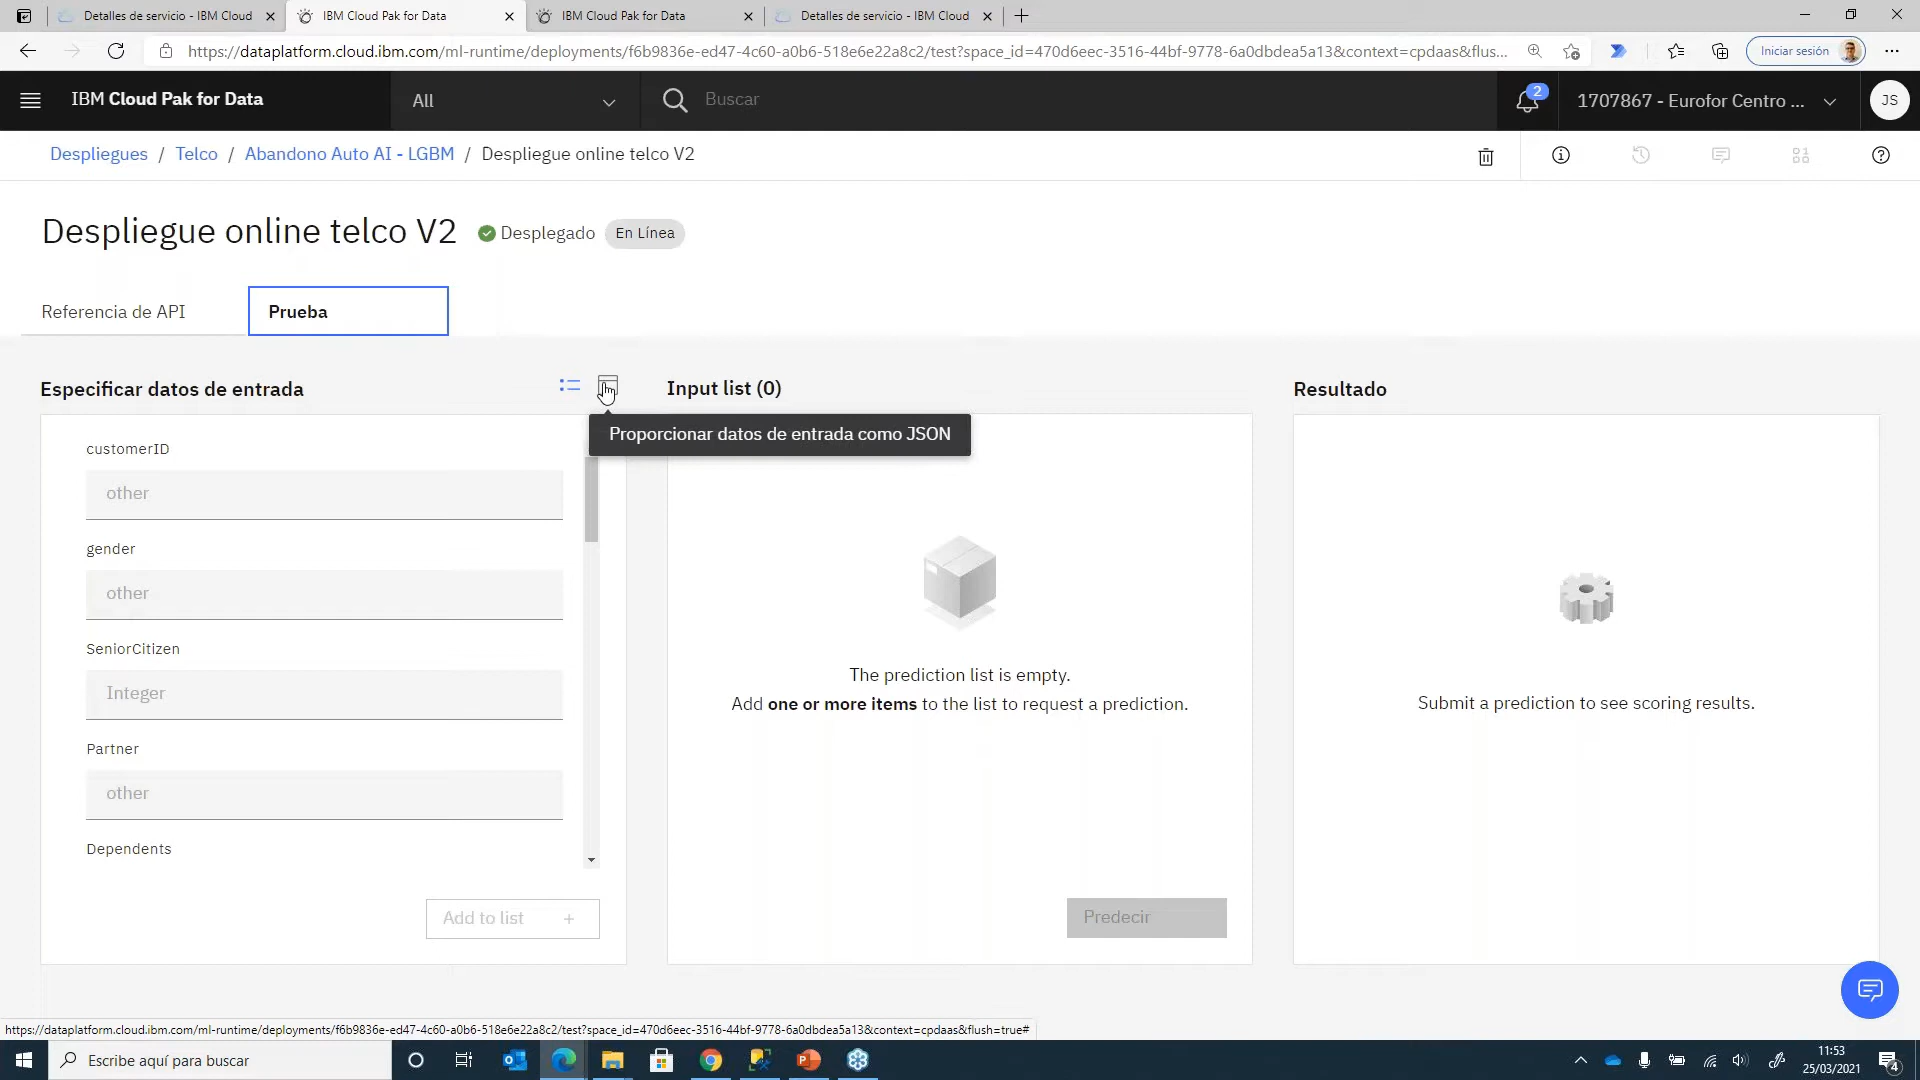 Detalles de servicio - IBM Cloud
IBM Cloud Pak for Data
IBM Cloud Pak for Data
Detalles de servicio - IBM Cloud
https://dataplatform.cloud.ibm.com/ml-runtime/deployments/f6b9836e-ed47-4c60-a0b6-518e6e22a8c2/test?space_id=470d6eec-3516-44bf-9778-6a0dbdea5a13&context=cpdaas&flus...
Iniciar sesión
IBM Cloud Pak for Data
All
Buscar
2
1707867 - Eurofor Centro ...
JS
Despliegues / Telco / Abandono Auto AI - LGBM / Despliegue online telco V2
Despliegue online telco V2
Desplegado
En Línea
Referencia de API
Prueba
Especificar datos de entrada
Input list (0)
Resultado
Proporcionar datos de entrada como JSON
customerID
other
gender
other
SeniorCitizen
Integer
Partner
other
Dependents
Add to list +
The prediction list is empty.
Add one or more items to the list to request a prediction.
Predecir
Submit a prediction to see scoring results.
https://dataplatform.cloud.ibm.com/ml-runtime/deployments/f6b9836e-ed47-4c60-a0b6-518e6e22a8c2/test?space_id=470d6eec-3516-44bf-9778-6a0dbdea5a13&context=cpdaas&flush=true#
Escribe aquí para buscar
11:53
25/03/2021
4